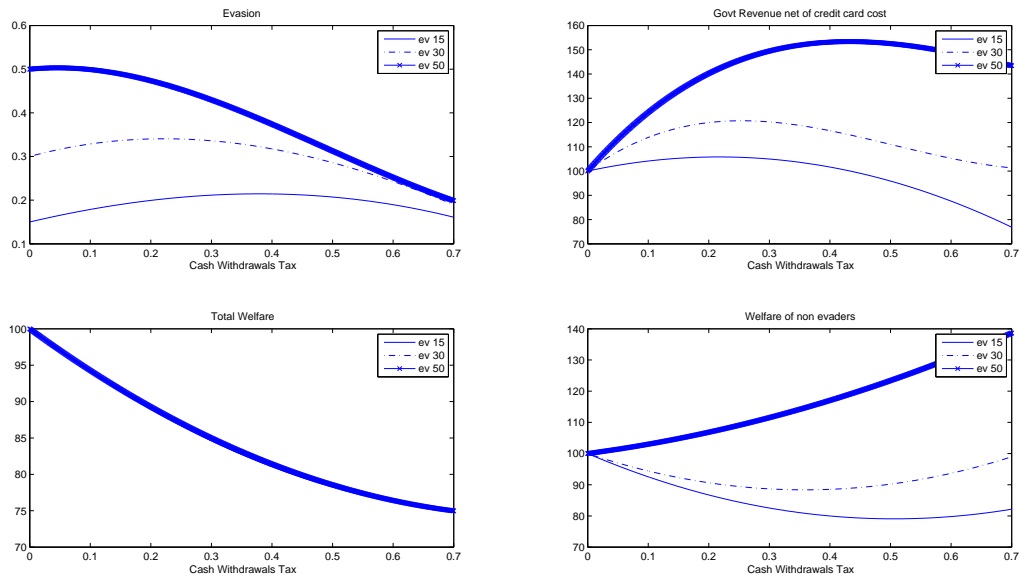 Evasion
0.6
0.5
0.4
0.3
0.2
0.1
0 0.1 0.2 0.3 0.4 0.5 0.6 0.7
Cash Withdrawals Tax
ev 15
ev 30
ev 50
Govt Revenue net of credit card cost
160
150
140
130
120
110
100
90
80
70
0 0.1 0.2 0.3 0.4 0.5 0.6 0.7
Cash Withdrawals Tax
ev 15
ev 30
ev 50
Total Welfare
100
95
90
85
80
75
70
0 0.1 0.2 0.3 0.4 0.5 0.6 0.7
Cash Withdrawals Tax
ev 15
ev 30
ev 50
Welfare of non evaders
140
130
120
110
100
90
80
70
0 0.1 0.2 0.3 0.4 0.5 0.6 0.7
Cash Withdrawals Tax
ev 15
ev 30
ev 50